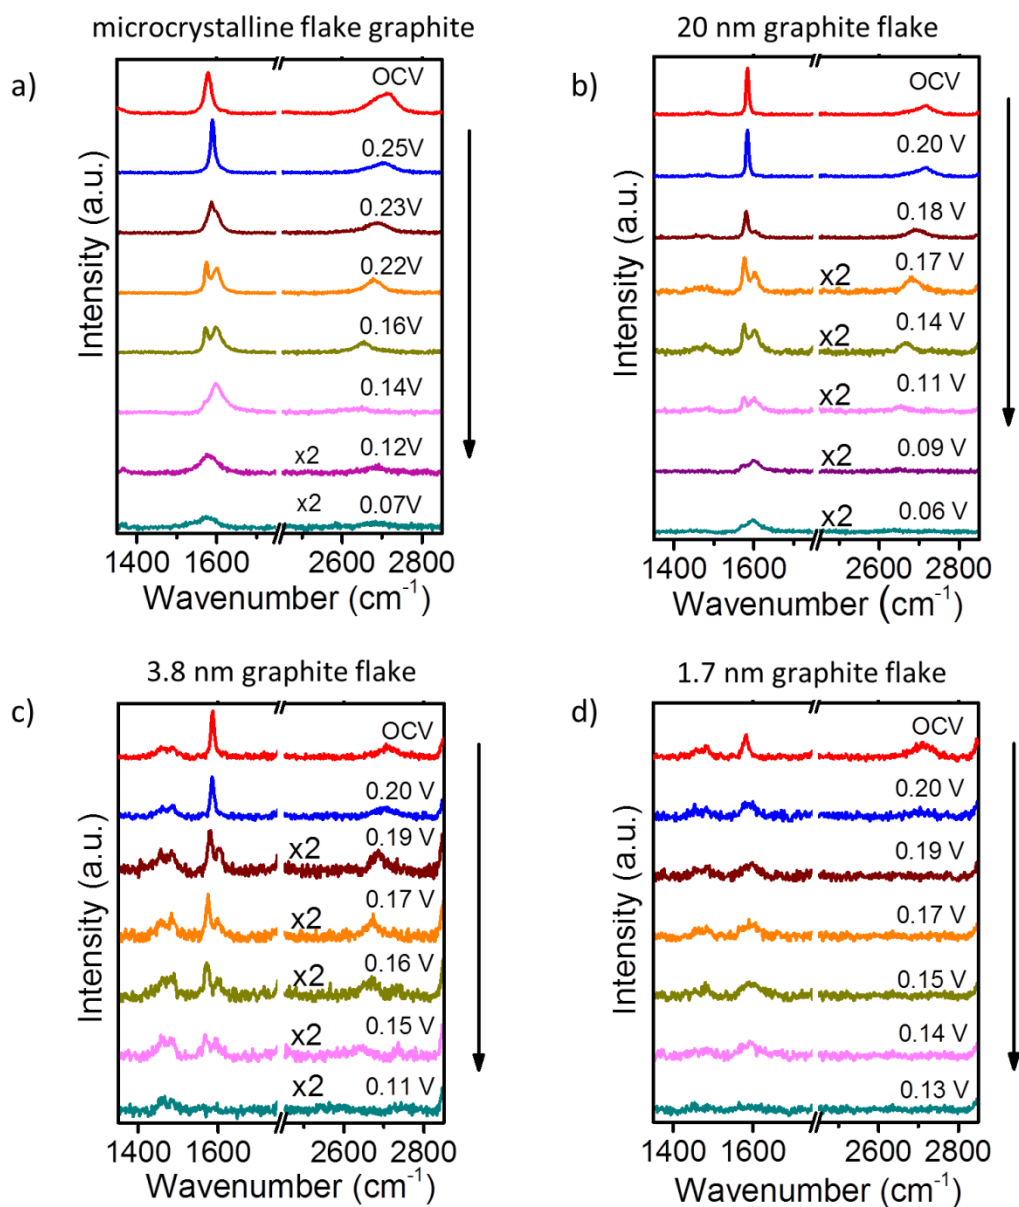 microcrystalline flake graphite
a)
Intensity (a.u.)
OCV
0.25V
0.23V
0.22V
0.16V
0.14V
x2 0.12V
x2 0.07V
1400 1600 2600 2800
Wavenumber (cm⁻¹)
20 nm graphite flake
b)
Intensity (a.u.)
OCV
0.20 V
0.18 V
x2 0.17 V
x2 0.14 V
x2 0.11 V
x2 0.09 V
x2 0.06 V
1400 1600 2600 2800
Wavenumber (cm⁻¹)
3.8 nm graphite flake
c)
Intensity (a.u.)
OCV
0.20 V
x2 0.19 V
x2 0.17 V
x2 0.16 V
x2 0.15 V
x2 0.11 V
1400 1600 2600 2800
Wavenumber (cm⁻¹)
1.7 nm graphite flake
d)
Intensity (a.u.)
OCV
0.20 V
0.19 V
0.17 V
0.15 V
0.14 V
0.13 V
1400 1600 2600 2800
Wavenumber (cm⁻¹)